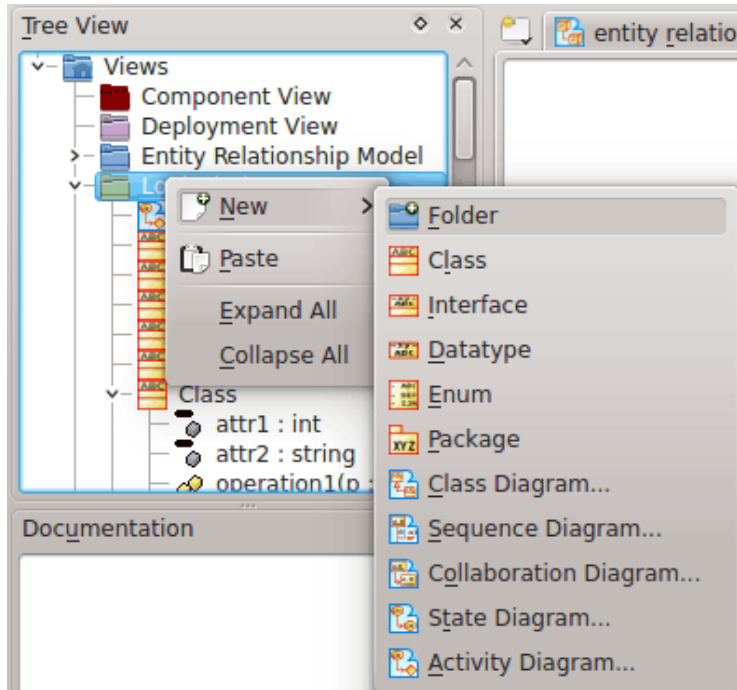 Tree View
entity relatio
Views
Component View
Deployment View
Entity Relationship Model
New
Paste
Expand All
Collapse All
Folder
Class
Interface
Datatype
Enum
Package
Class Diagram...
Sequence Diagram...
Collaboration Diagram...
State Diagram...
Activity Diagram...
Class
attr1 : int
attr2 : string
operation1(p :
Documentation